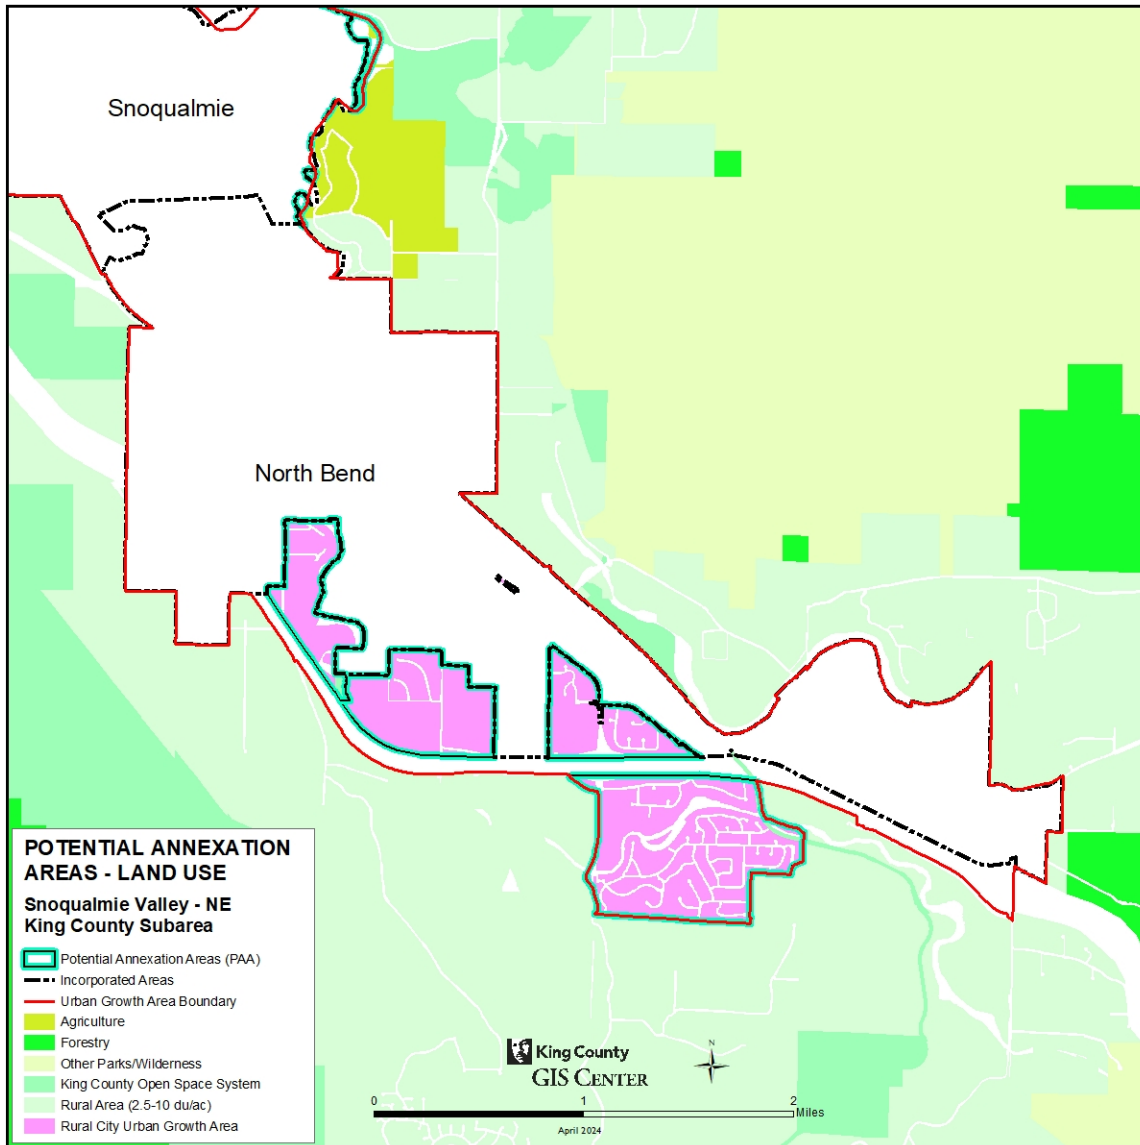 Snoqualmie
North Bend
POTENTIAL ANNEXATION
AREAS - LAND USE
Snoqualmie Valley - NE
King County Subarea
Potential Annexation Areas (PAA)
Incorporated Areas
Urban Growth Area Boundary
Agriculture
Forestry
Other Parks/Wilderness
King County Open Space System
Rural Area (2.5-10 du/ac)
Rural City Urban Growth Area
King County
GIS CENTER
N
0 1 2
Miles
April 2024